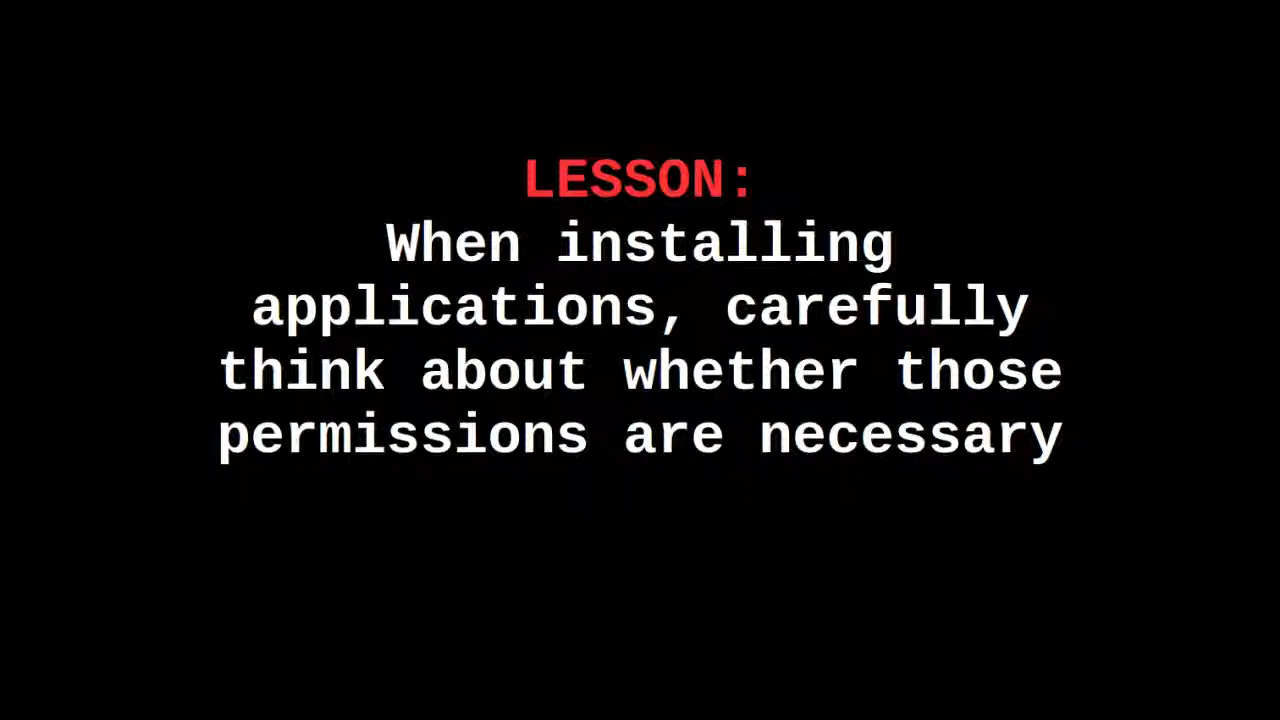 LESSON:
When installing
applications, carefully
think about whether those
permissions are necessary